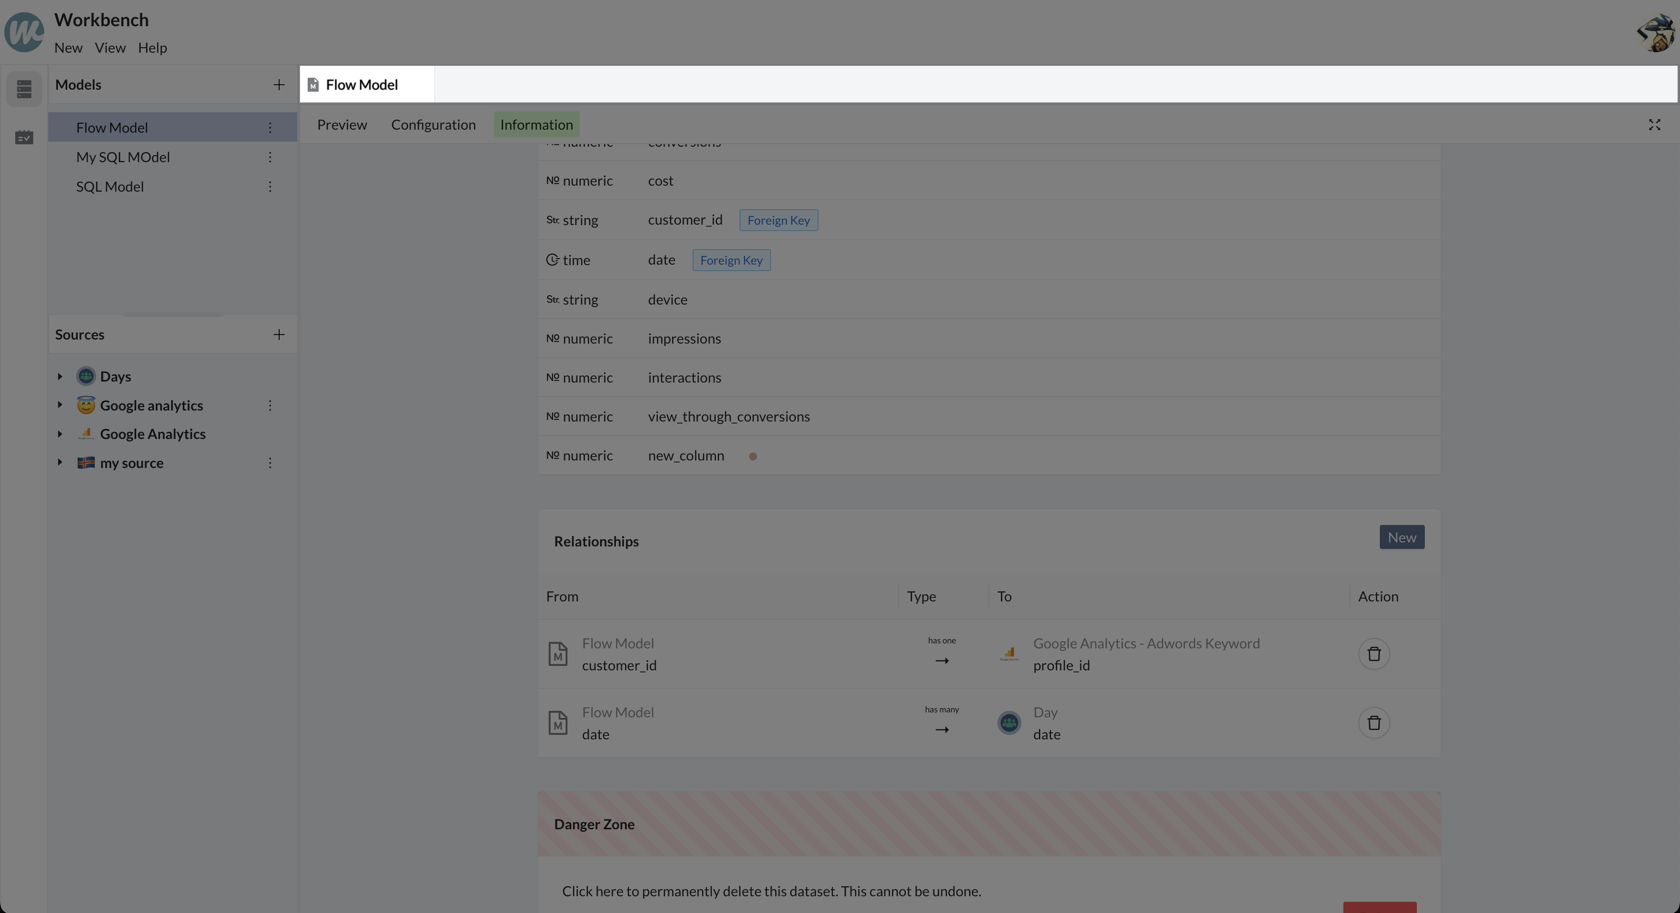 Workbench
New View Help
Models +
Flow Model
Flow Model
My SQL MOdel
SQL Model
Sources +
Days
Google analytics
Google Analytics
my source
Preview Configuration Information
numeric conversions
№ numeric cost
Str. string customer_id Foreign Key
time date Foreign Key
Str. string device
№ numeric impressions
№ numeric interactions
№ numeric view_through_conversions
№ numeric new_column
Relationships New
From Type To Action
Flow Model has one Google Analytics - Adwords Keyword
customer_id → profile_id
Flow Model has many Day
date → date
Danger Zone
Click here to permanently delete this dataset. This cannot be undone.